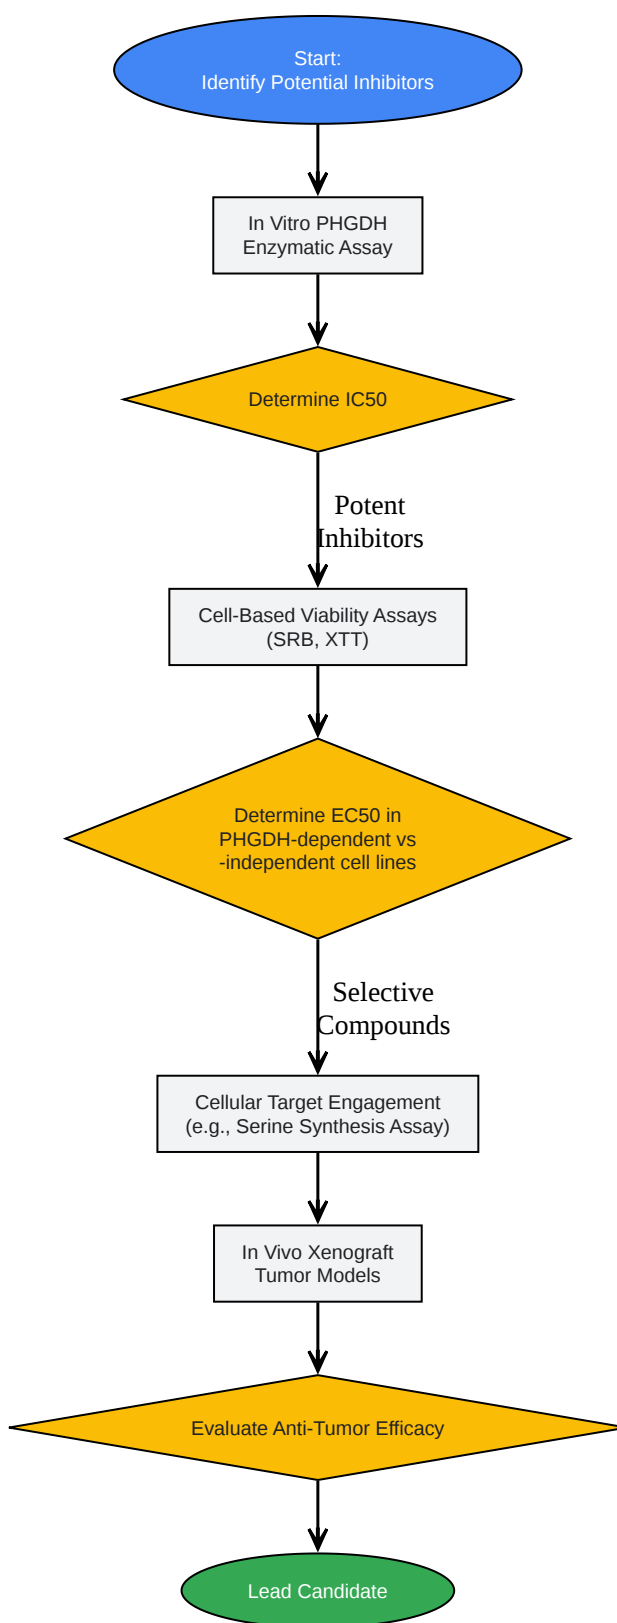 Start:
Identify Potential Inhibitors
In Vitro PHGDH
Enzymatic Assay
Determine IC50
Potent
Inhibitors
Cell-Based Viability Assays
(SRB, XTT)
Determine EC50 in
PHGDH-dependent vs
-independent cell lines
Selective
Compounds
Cellular Target Engagement
(e.g., Serine Synthesis Assay)
In Vivo Xenograft
Tumor Models
Evaluate Anti-Tumor Efficacy
Lead Candidate